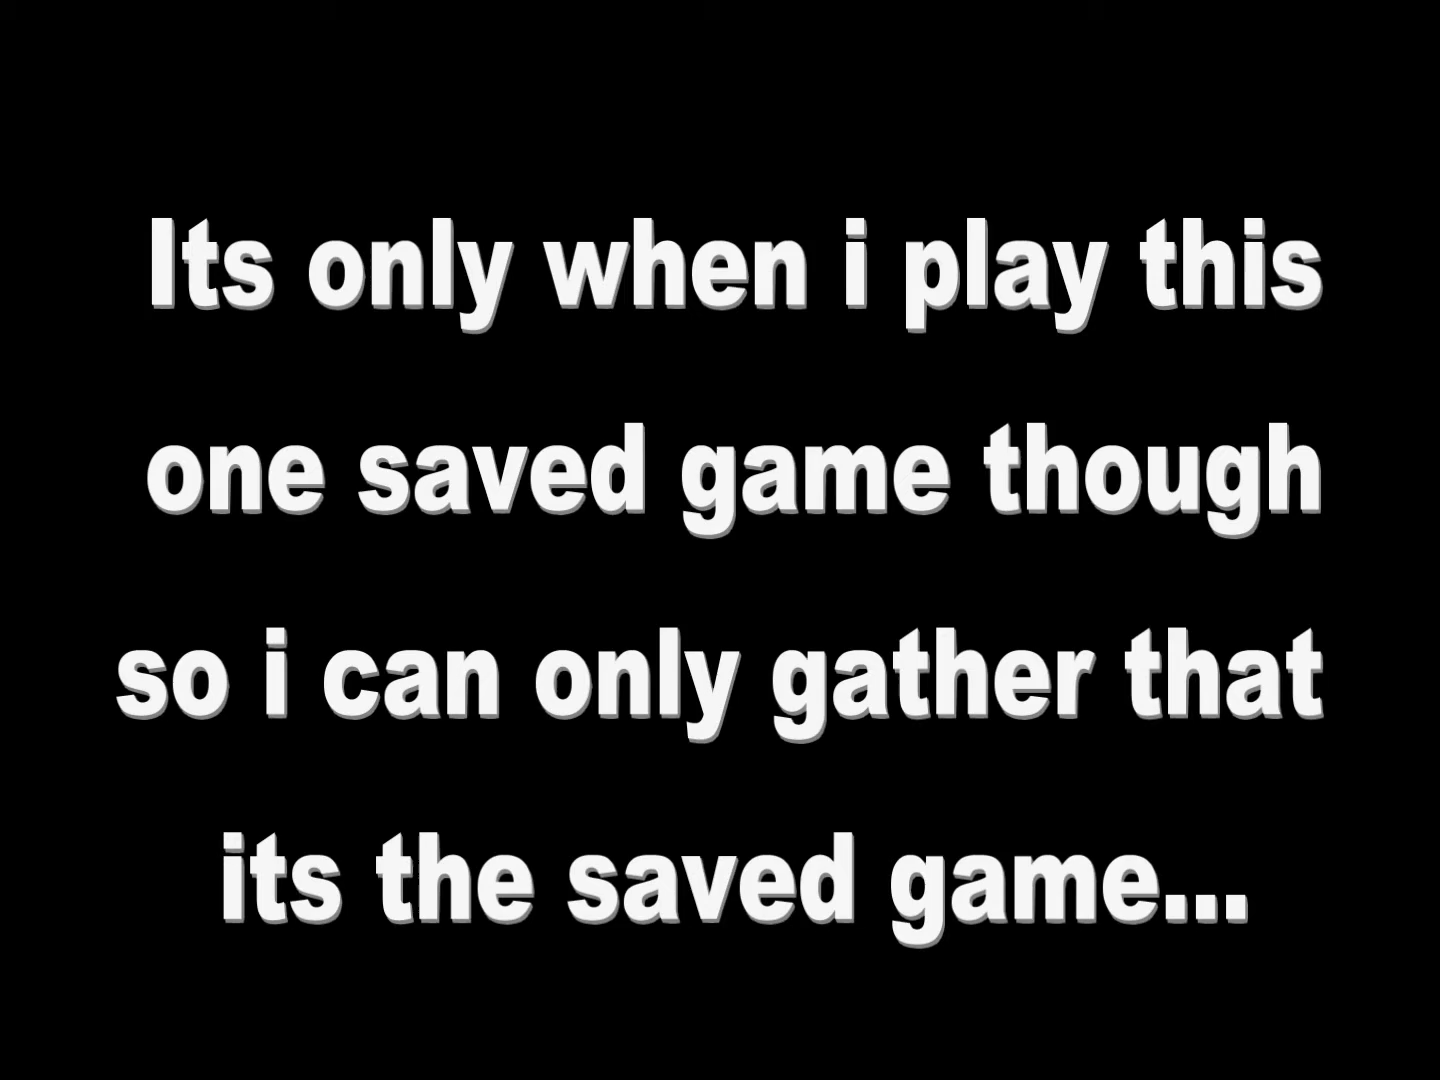 Its only when i play this
one saved game though
so i can only gather that
its the saved game...